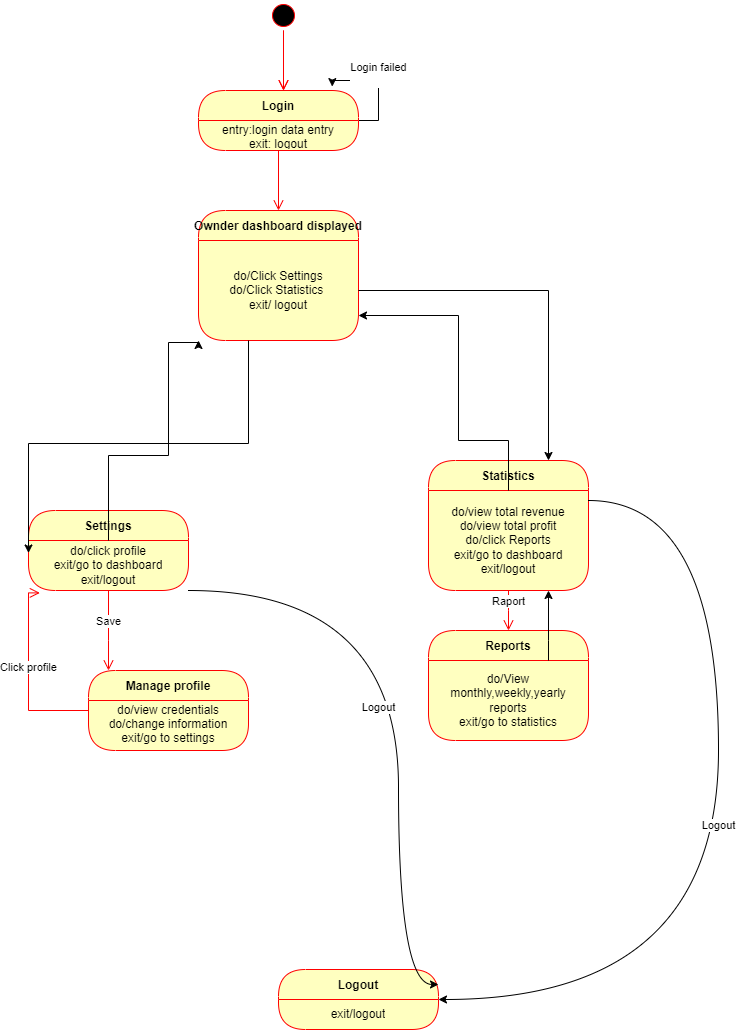 Login failed
Login
entry:login data entry
exit: logout
Ownder dashboard displayed
do/Click Settings
do/Click Statistics
exit/ logout
Statistics
do/view total revenue
do/view total profit
do/click Reports
exit/go to dashboard
exit/logout
Settings
do/click profile
exit/go to dashboard
exit/logout
Raport
Save
Reports
do/View
monthly,weekly,yearly
reports
exit/go to statistics
Click profile
Manage profile
do/view credentials
do/change information
exit/go to settings
Logout
Logout
Logout
exit/logout